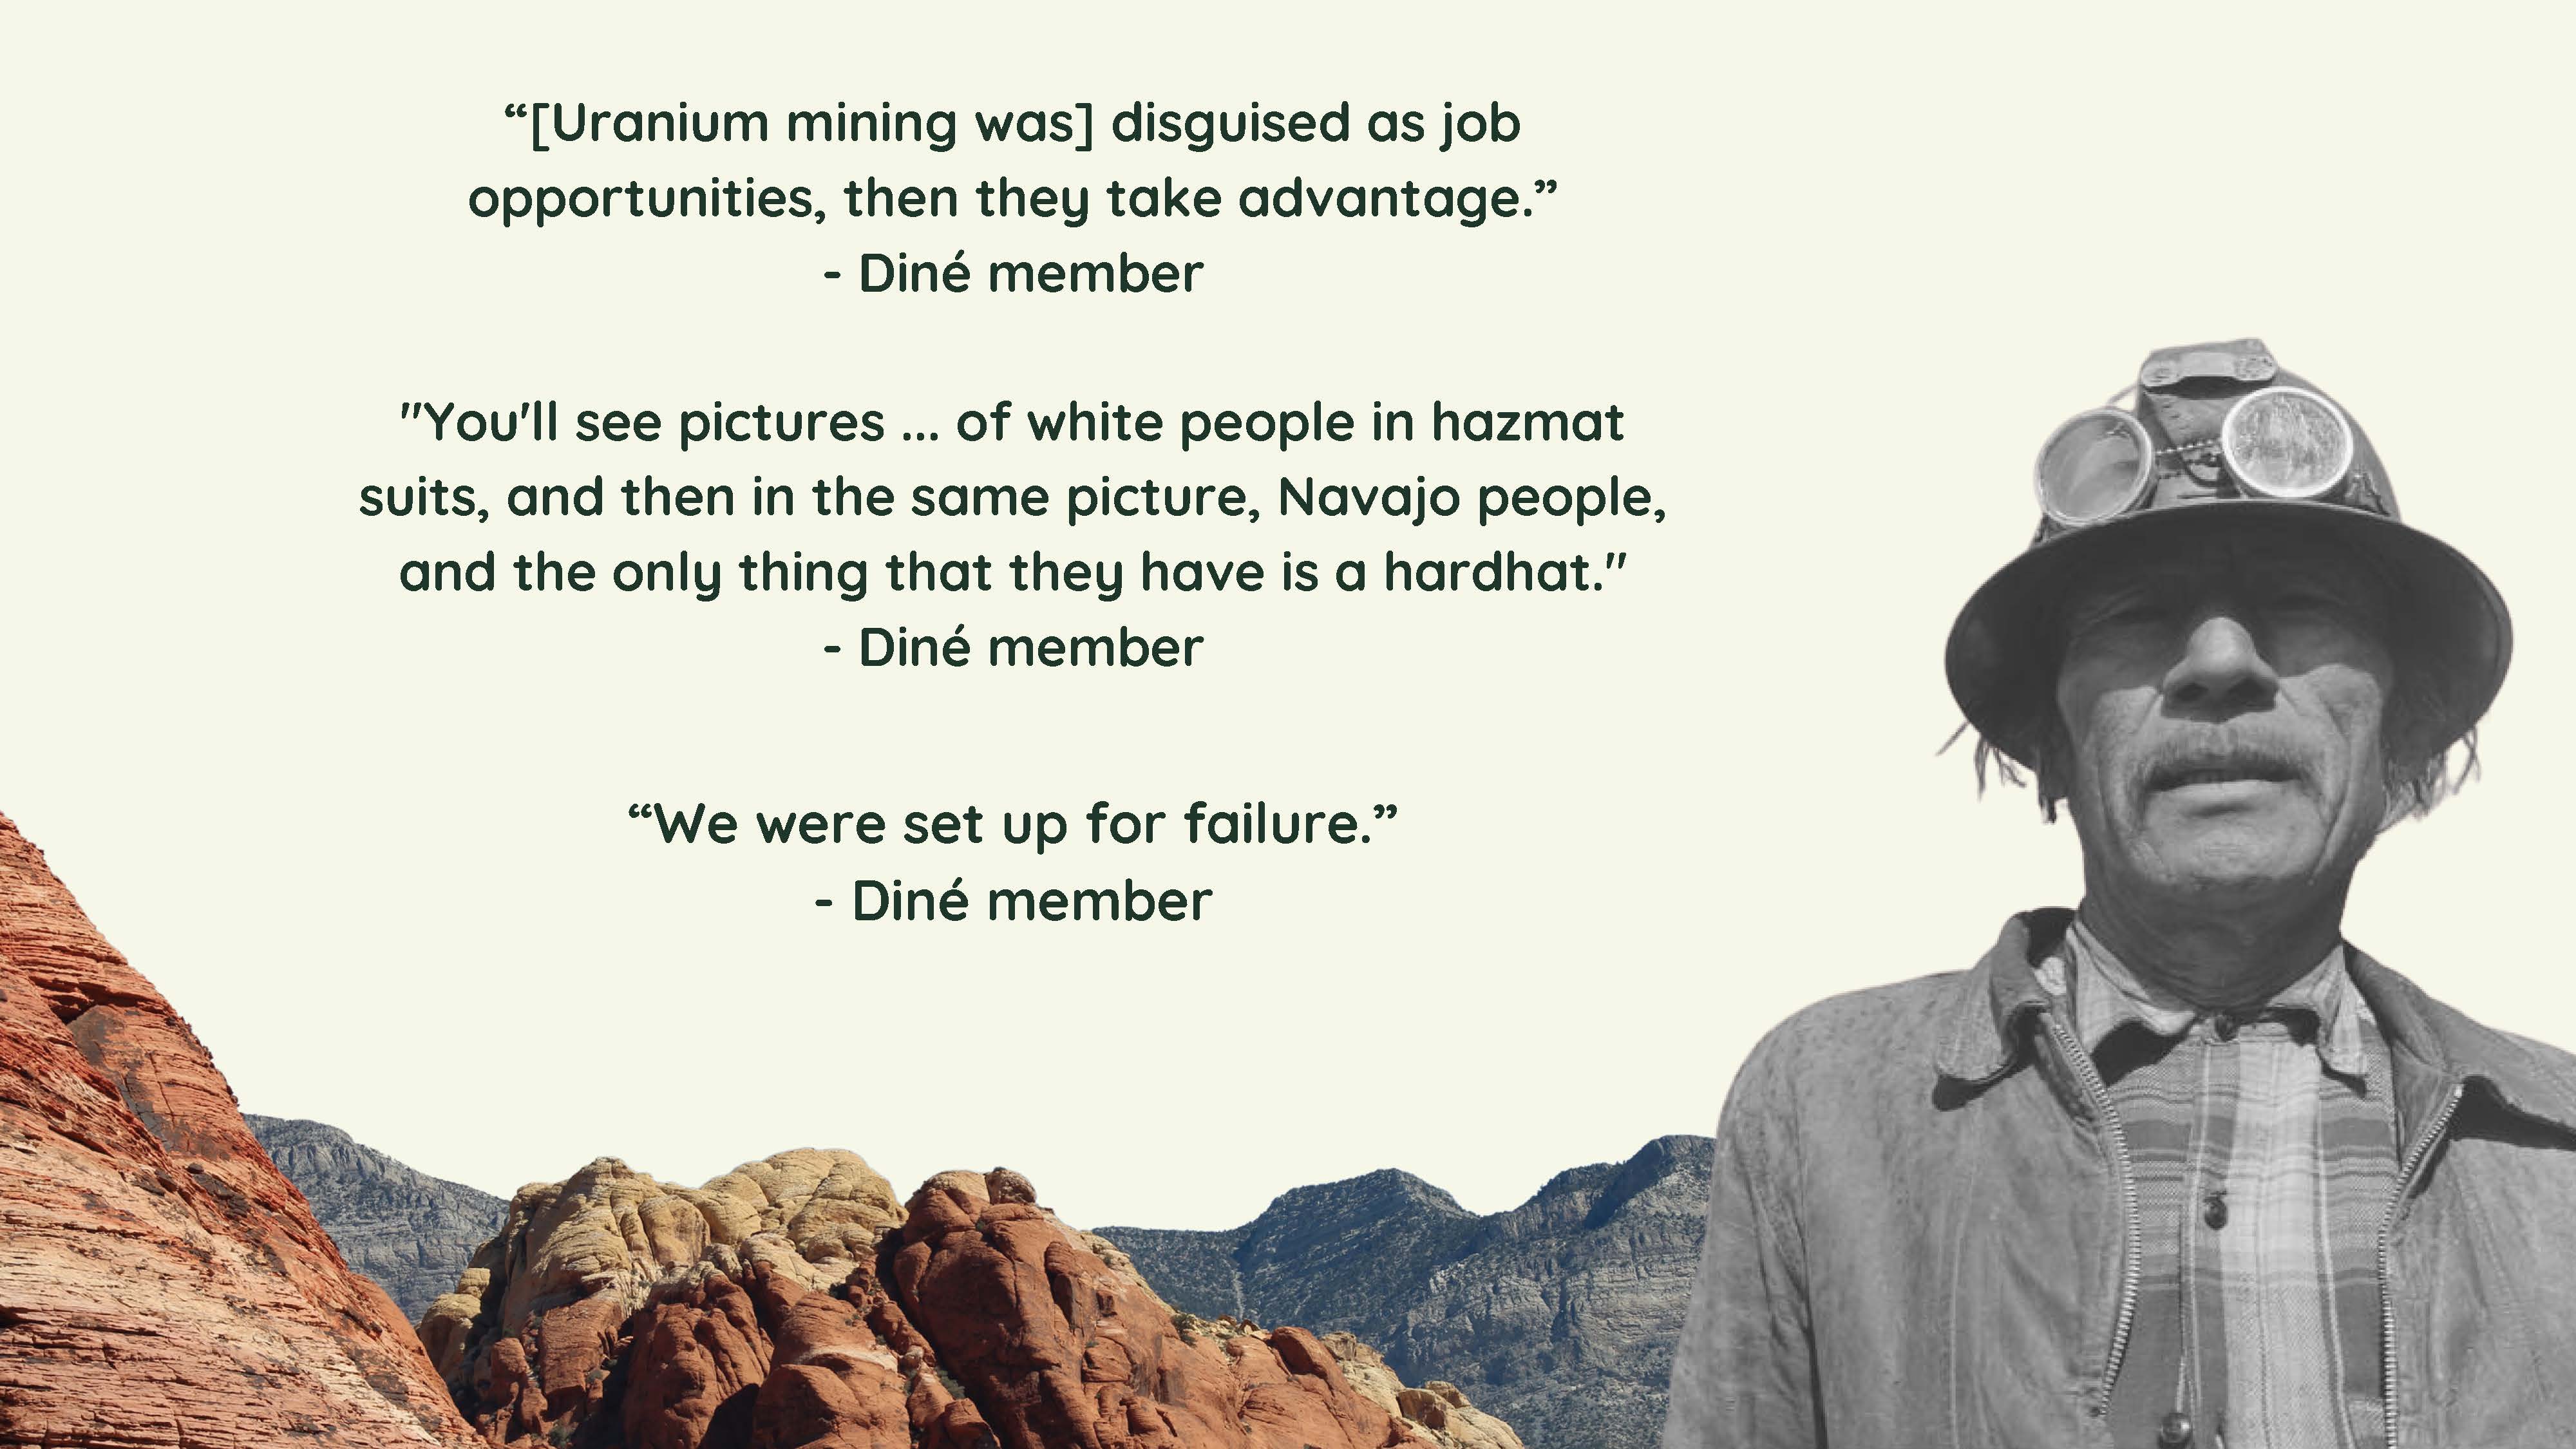 “[Uranium mining was] disguised as job
opportunities, then they take advantage.”
- Diné member
"You'll see pictures ... of white people in hazmat
suits, and then in the same picture, Navajo people,
and the only thing that they have is a hardhat."
- Diné member
“We were set up for failure.”
- Diné member